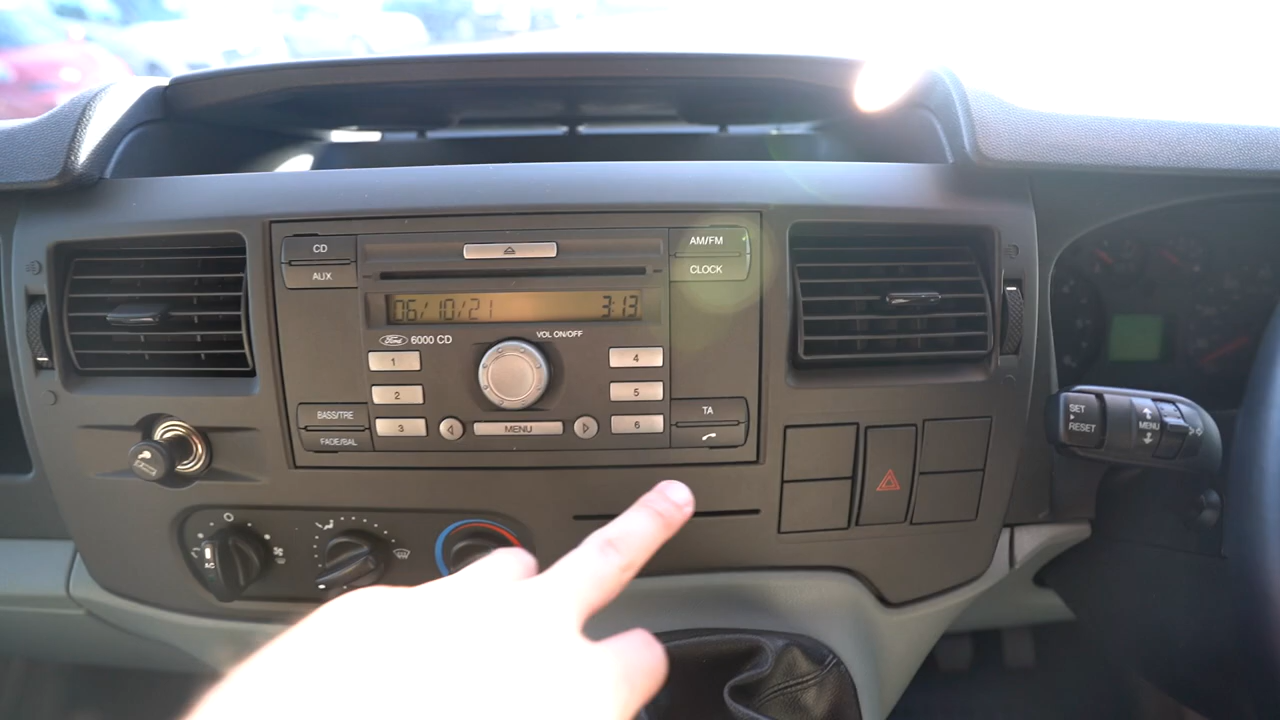 CD
AUX
AM/FM
CLOCK
06/10/21 3:13
Ford 6000 CD
VOL ON/OFF
1
2
3
4
5
6
MENU
BASS/TRE
FADE/BAL
TA
SET
RESET
MENU
A/C